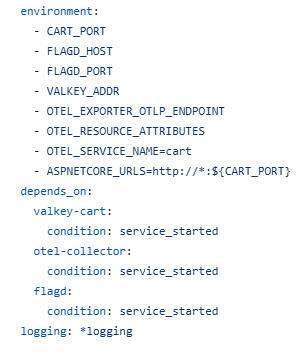 environment:
  - CART_PORT
  - FLAGD_HOST
  - FLAGD_PORT
  - VALKEY_ADDR
  - OTEL_EXPORTER_OTLP_ENDPOINT
  - OTEL_RESOURCE_ATTRIBUTES
  - OTEL_SERVICE_NAME=cart
  - ASPNETCORE_URLS=http://*:${CART_PORT}
depends_on:
  valkey-cart:
    condition: service_started
  otel-collector:
    condition: service_started
  flagd:
    condition: service_started
logging: *logging